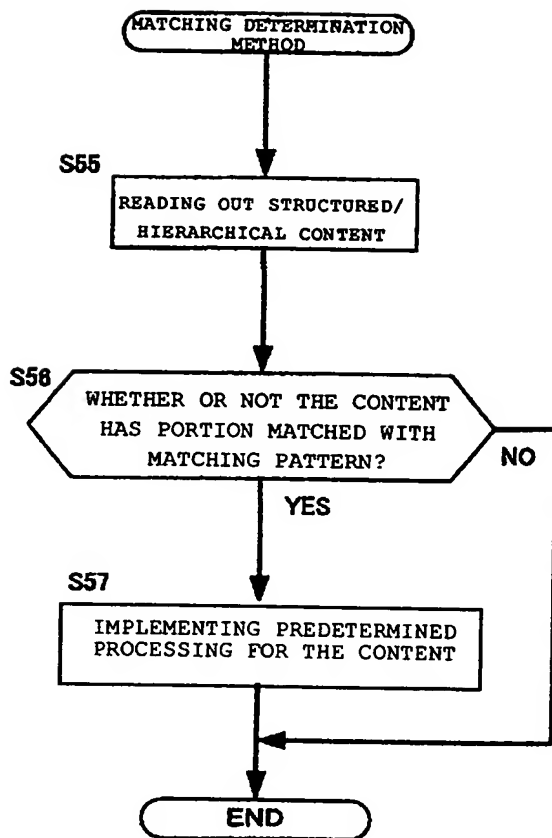 MATCHING DETERMINATION
METHOD
S55
READING OUT STRUCTURED/
HIERARCHICAL CONTENT
S56
WHETHER OR NOT THE CONTENT
HAS PORTION MATCHED WITH
MATCHING PATTERN?
NO
YES
S57
IMPLEMENTING PREDETERMINED
PROCESSING FOR THE CONTENT
END